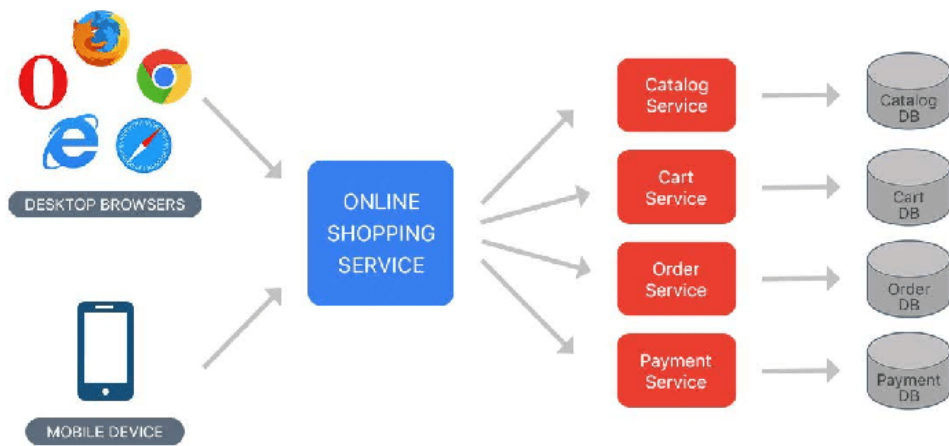 DESKTOP BROWSERS
MOBILE DEVICE
ONLINE
SHOPPING
SERVICE
Catalog
Service
Cart
Service
Order
Service
Payment
Service
Catalog
DB
Cart
DB
Order
DB
Payment
DB